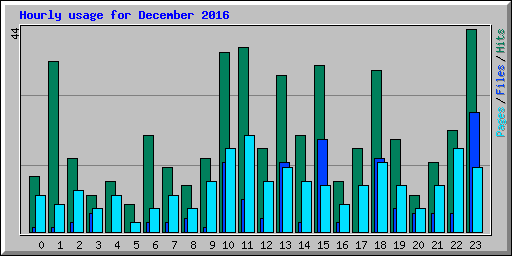 Hourly usage for December 2016
44
Pages / Files / Hits
0 1 2 3 4 5 6 7 8 9 10 11 12 13 14 15 16 17 18 19 20 21 22 23